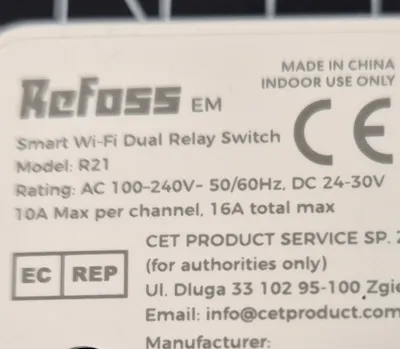 MADE IN CHINA
INDOOR USE ONLY
Refoss EM
CE
Smart Wi-Fi Dual Relay Switch
Model: R21
Rating: AC 100-240V~ 50/60Hz, DC 24-30V
10A Max per channel, 16A total max
EC REP
CET PRODUCT SERVICE SP.
(for authorities only)
Ul. Dluga 33 102 95-100 Zgie
Email: info@cetproduct.com
Manufacturer: